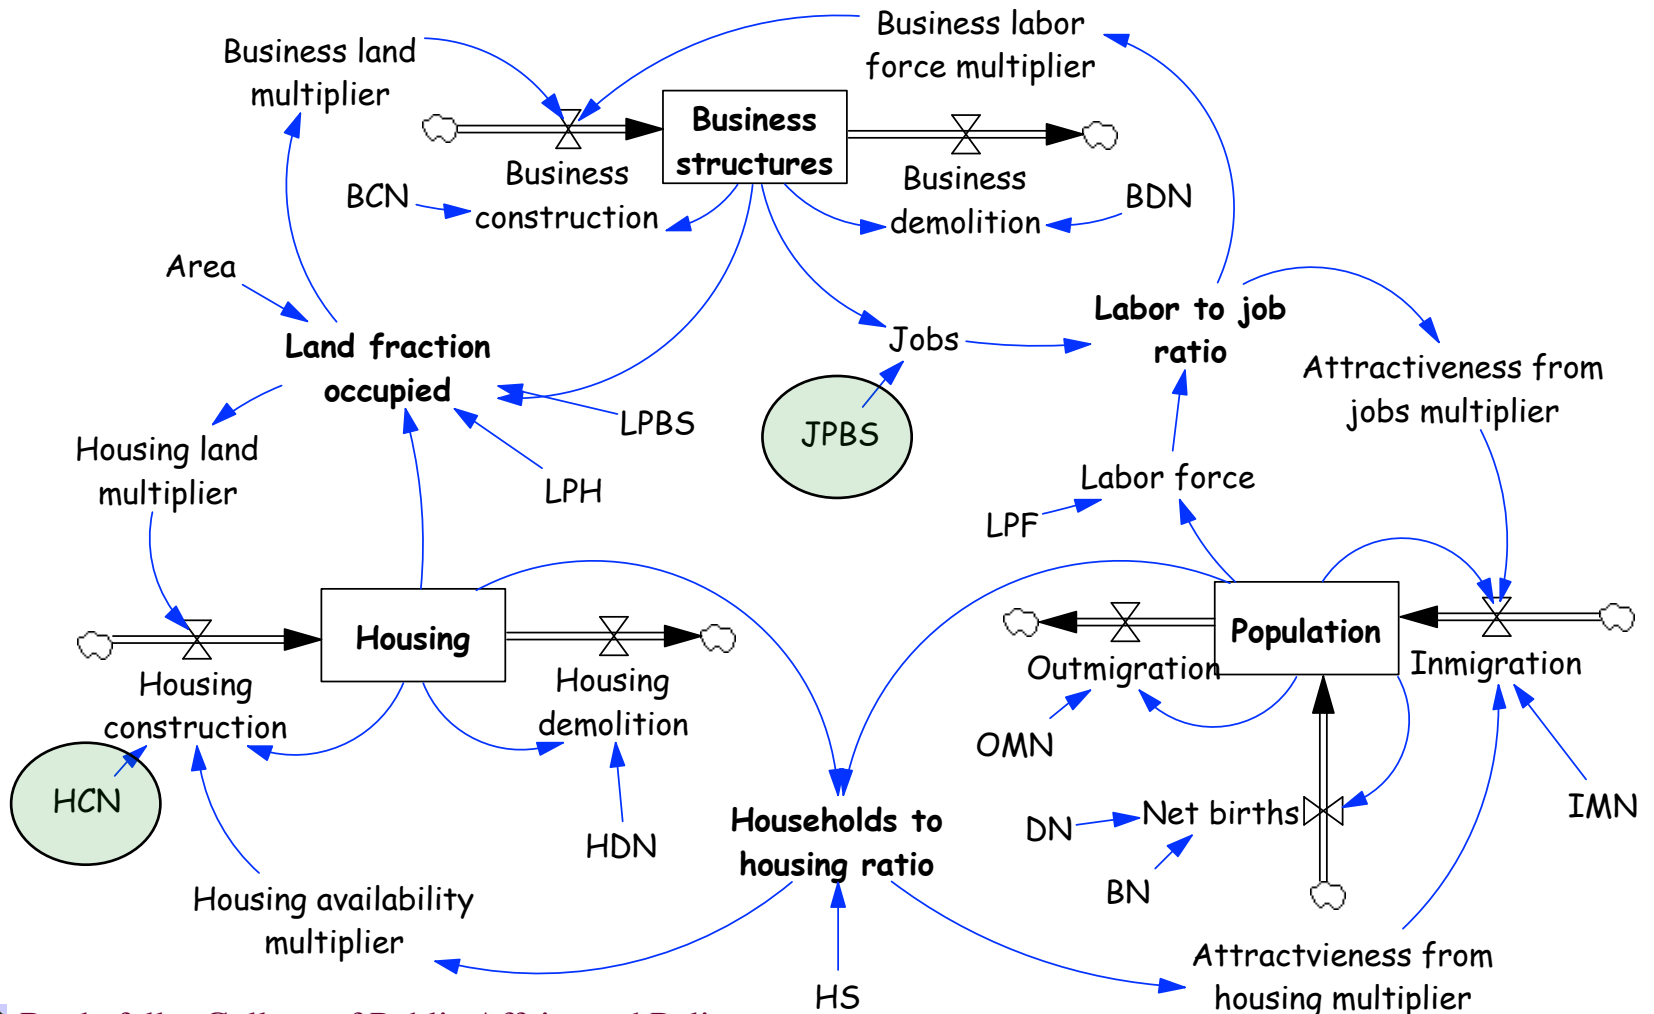 Business land
multiplier
Business labor
force multiplier
Business
structures
Business
construction
Business
demolition
BCN
BDN
Area
Land fraction
occupied
Jobs
Labor to job
ratio
Attractiveness from
jobs multiplier
LPBS
JPBS
Housing land
multiplier
LPH
Labor force
LPF
Housing
Population
Outmigration
Inmigration
Housing
construction
Housing
demolition
OMN
HCN
HDN
Households to
housing ratio
DN
Net births
IMN
BN
Housing availability
multiplier
HS
Attractvieness from
housing multiplier